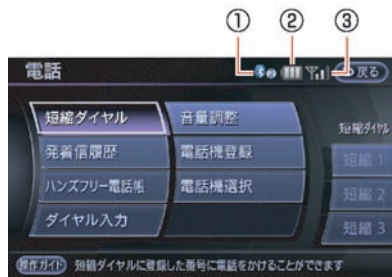 ① ② ③
電話 戻る
短縮ダイヤル 音量調整
発着信履歴 電話機登録
ハンズフリー電話帳 電話機選択
ダイヤル入力
短縮ダイヤル
短縮 1
短縮 2
短縮 3
操作ガイド 短縮ダイヤルに登録した番号に電話をかけることができます